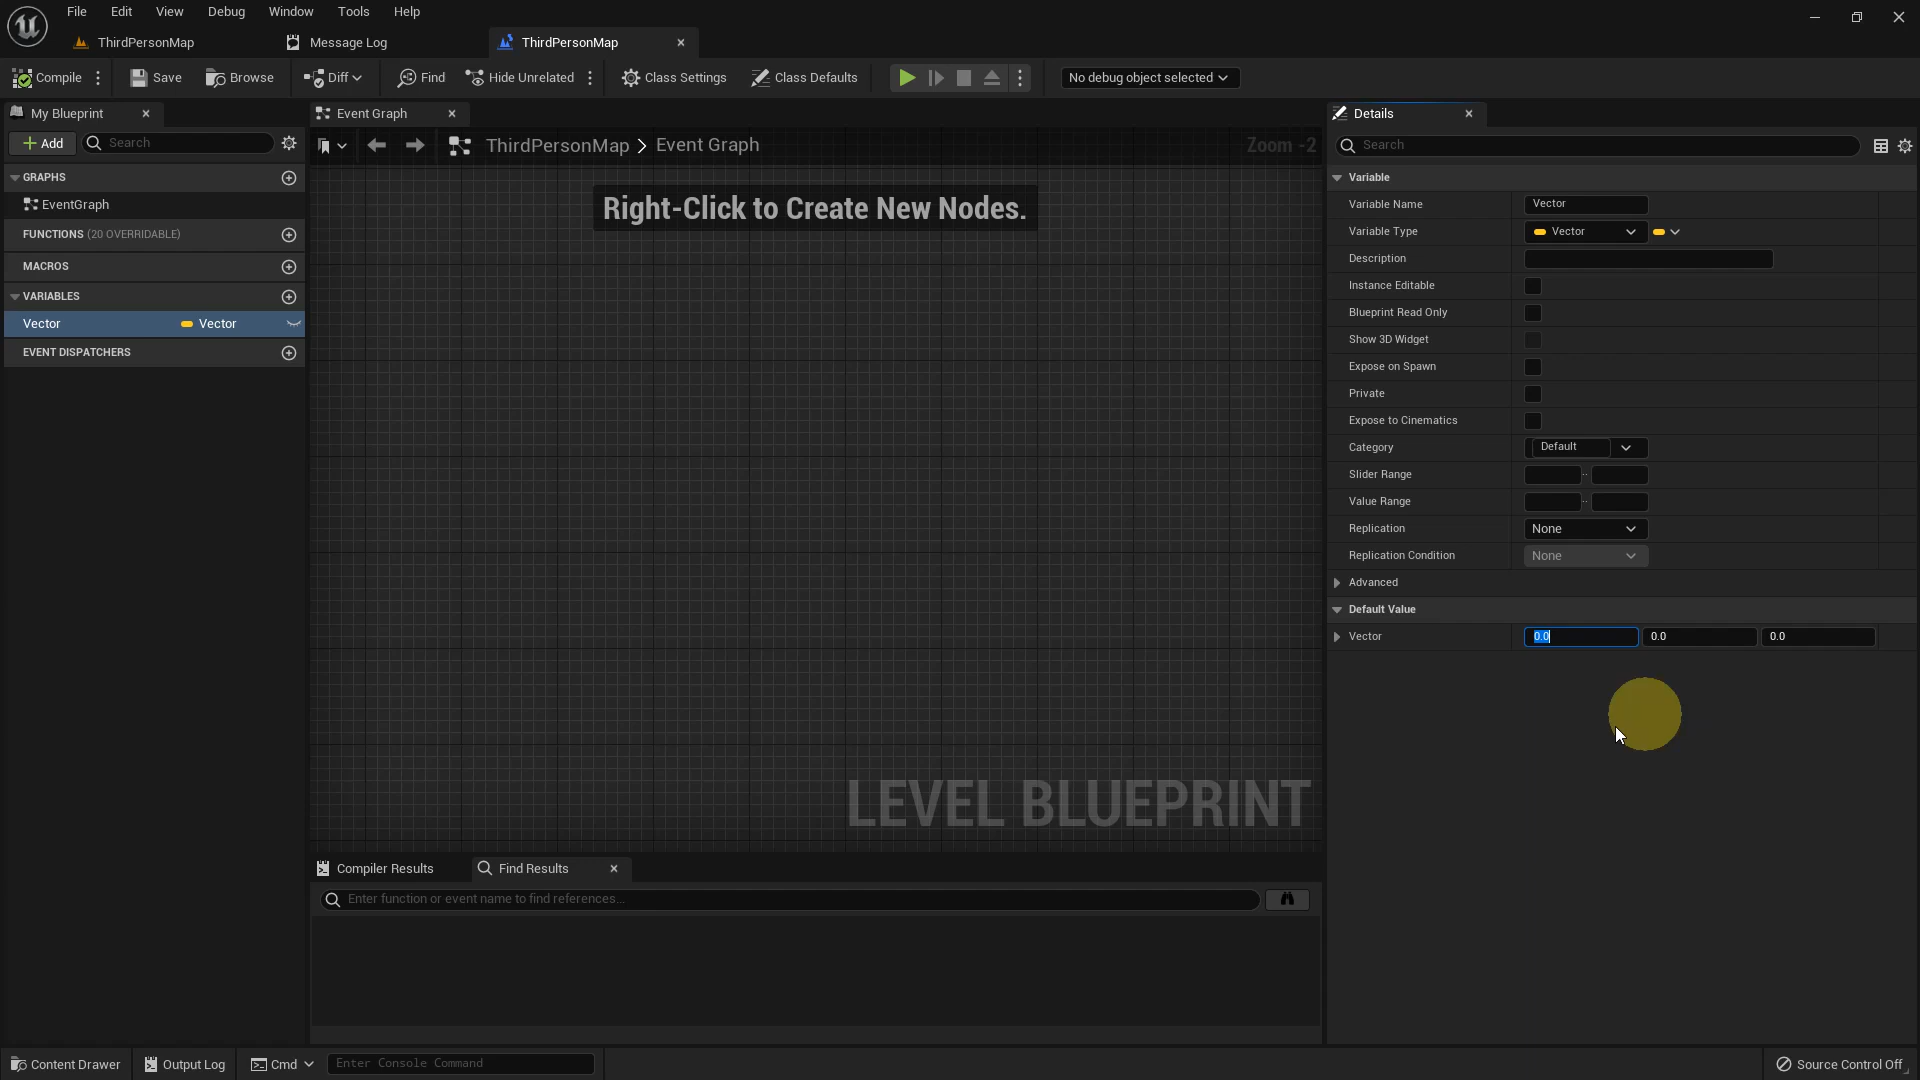 File Edit View Debug Window Tools Help
ThirdPersonMap Message Log ThirdPersonMap
Compile Save Browse Diff Find Hide Unrelated Class Settings Class Defaults No debug object selected
My Blueprint
Add Search
GRAPHS
EventGraph
FUNCTIONS (20 OVERRIDABLE)
MACROS
VARIABLES
Vector Vector
EVENT DISPATCHERS
Event Graph
ThirdPersonMap > Event Graph Zoom -2
Right-Click to Create New Nodes.
LEVEL BLUEPRINT
Compiler Results Find Results
Enter function or event name to find references...
Details
Search
Variable
Variable Name Vector
Variable Type Vector
Description
Instance Editable
Blueprint Read Only
Show 3D Widget
Expose on Spawn
Private
Expose to Cinematics
Category Default
Slider Range ..
Value Range ..
Replication None
Replication Condition None
Advanced
Default Value
Vector 0.0 0.0 0.0
Content Drawer Output Log Cmd Enter Console Command Source Control Off